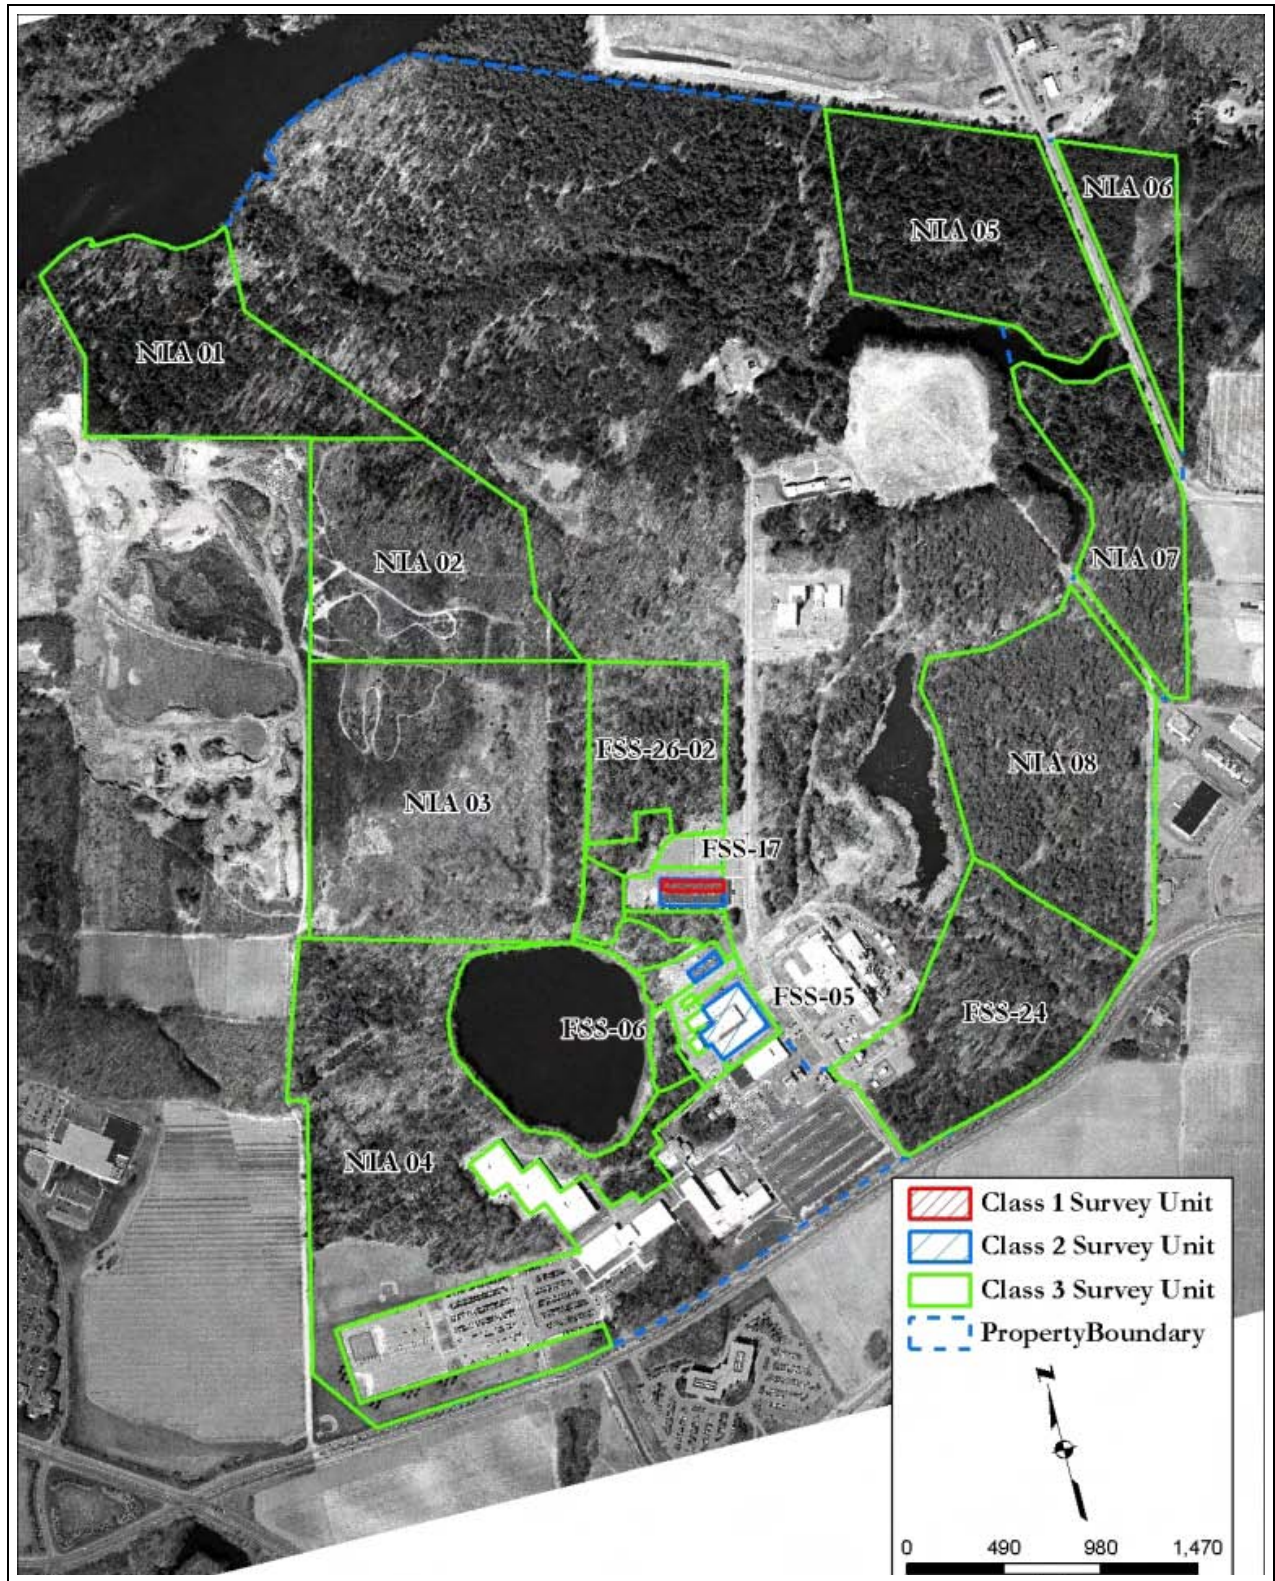 NIA 06
NIA 05
NIA 01
NIA 02
NIA 07
FSS-26-02
NIA 08
NIA 03
FSS-17
FSS-05
FSS-06
FSS-24
NIA 04
Class 1 Survey Unit
Class 2 Survey Unit
Class 3 Survey Unit
PropertyBoundary
N
0 490 980 1,470